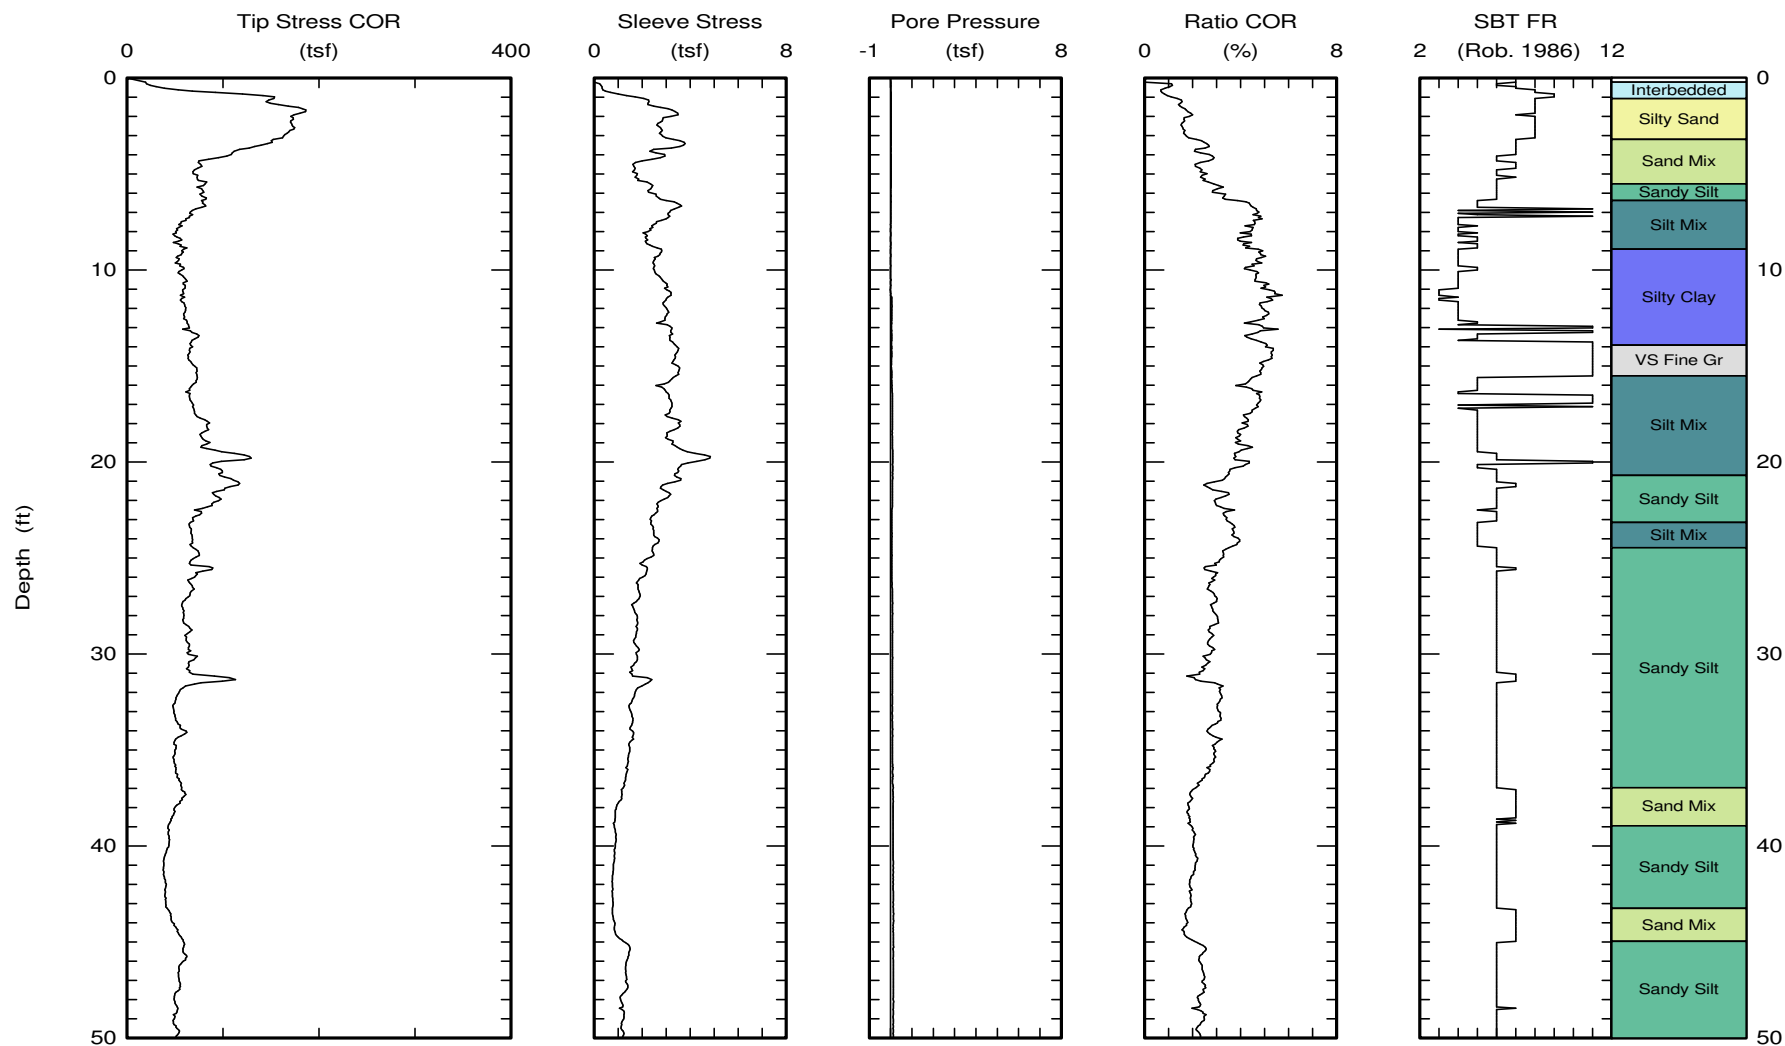 Tip Stress COR
(tsf)
0 400
Sleeve Stress
(tsf)
0 8
Pore Pressure
(tsf)
-1 8
Ratio COR
(%)
0 8
SBT FR
(Rob. 1986)
2 12
Depth (ft)
0
10
20
30
40
50
Interbedded
Silty Sand
Sand Mix
Sandy Silt
Silt Mix
Silty Clay
VS Fine Gr
Silt Mix
Sandy Silt
Silt Mix
Sandy Silt
Sand Mix
Sandy Silt
Sand Mix
Sandy Silt
0
10
20
30
40
50